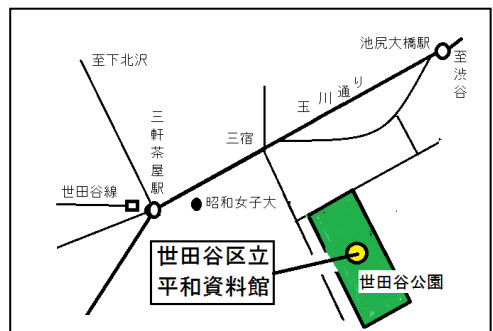 池尻大橋駅
至渋谷
至下北沢
玉川通り
三宿
三軒茶屋駅
世田谷線
昭和女子大
世田谷区立
平和資料館
世田谷公園